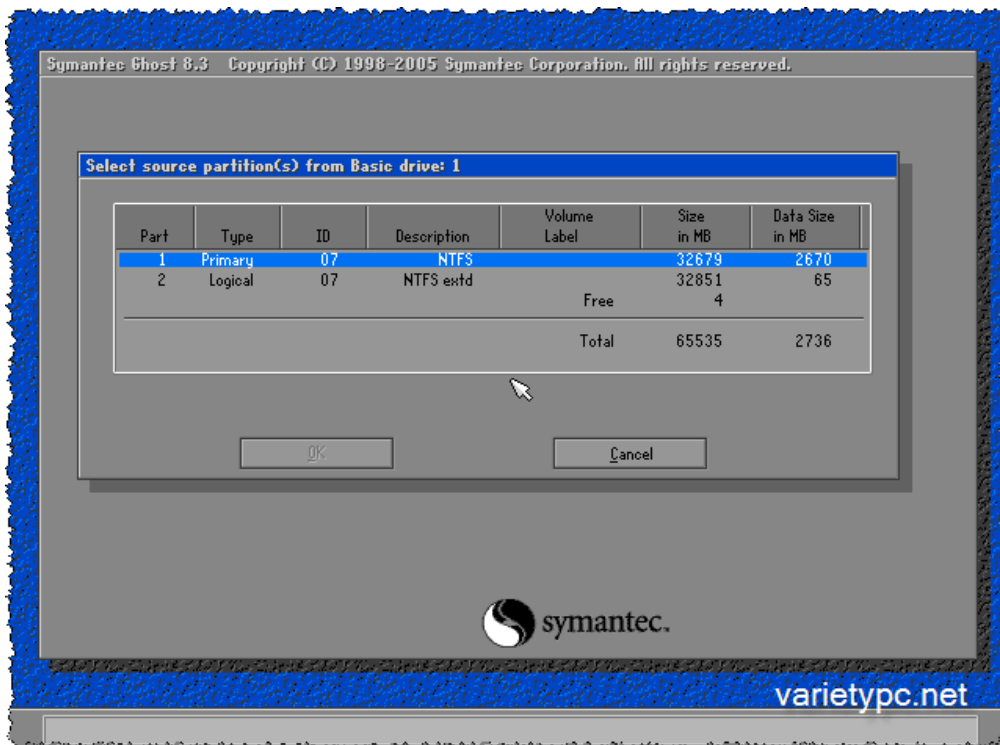 Symantec Ghost 8.3 Copyright (C) 1998-2005 Symantec Corporation. All rights reserved.
Select source partition(s) from Basic drive: 1
Part Type ID Description Volume Label Size in MB Data Size in MB
1 Primary 07 NTFS 32679 2670
2 Logical 07 NTFS extd 32851 65
Free 4
Total 65535 2736
OK Cancel
symantec.
varietypc.net